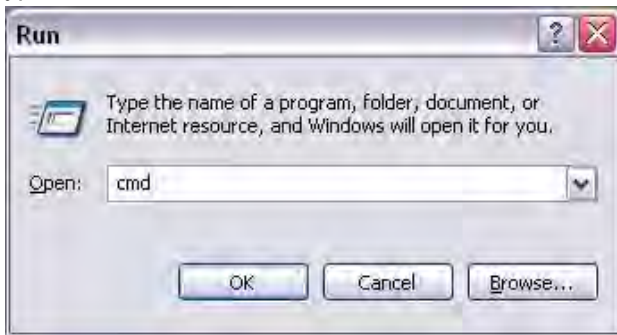 Run
Type the name of a program, folder, document, or
Internet resource, and Windows will open it for you.
Open: cmd
OK Cancel Browse...